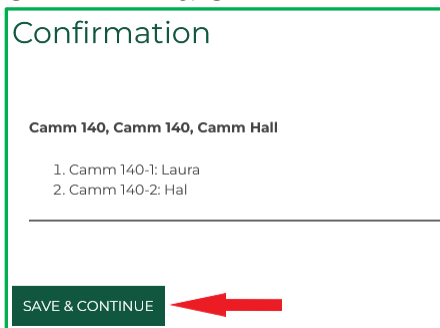 Confirmation
Camm 140, Camm 140, Camm Hall
1. Camm 140-1: Laura
2. Camm 140-2: Hal
SAVE & CONTINUE